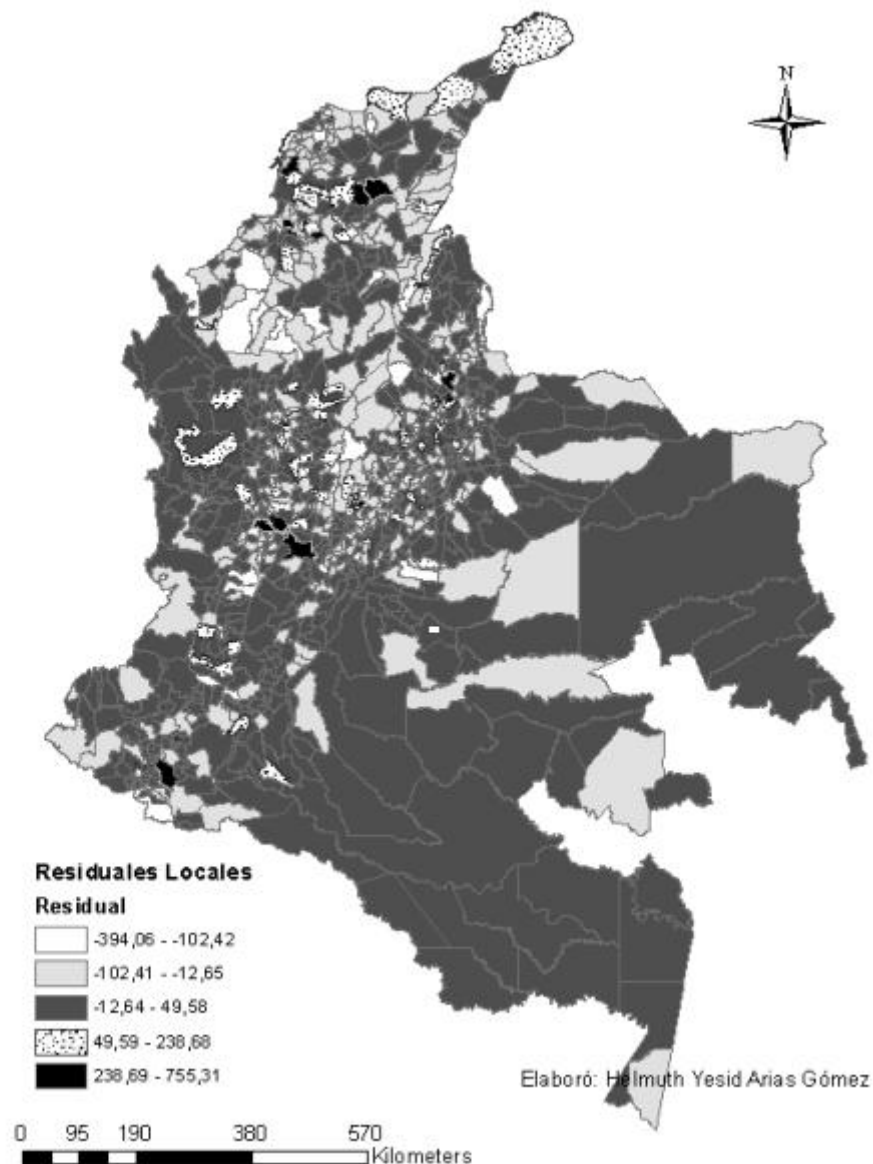 N
Residuales Locales
Residual
-394,06 - -102,42
-102,41 - -12,65
-12,64 - 49,58
49,59 - 238,68
238,69 - 755,31
Elaboró: Helmuth Yesid Arias Gómez
0 95 190 380 570
Kilometers